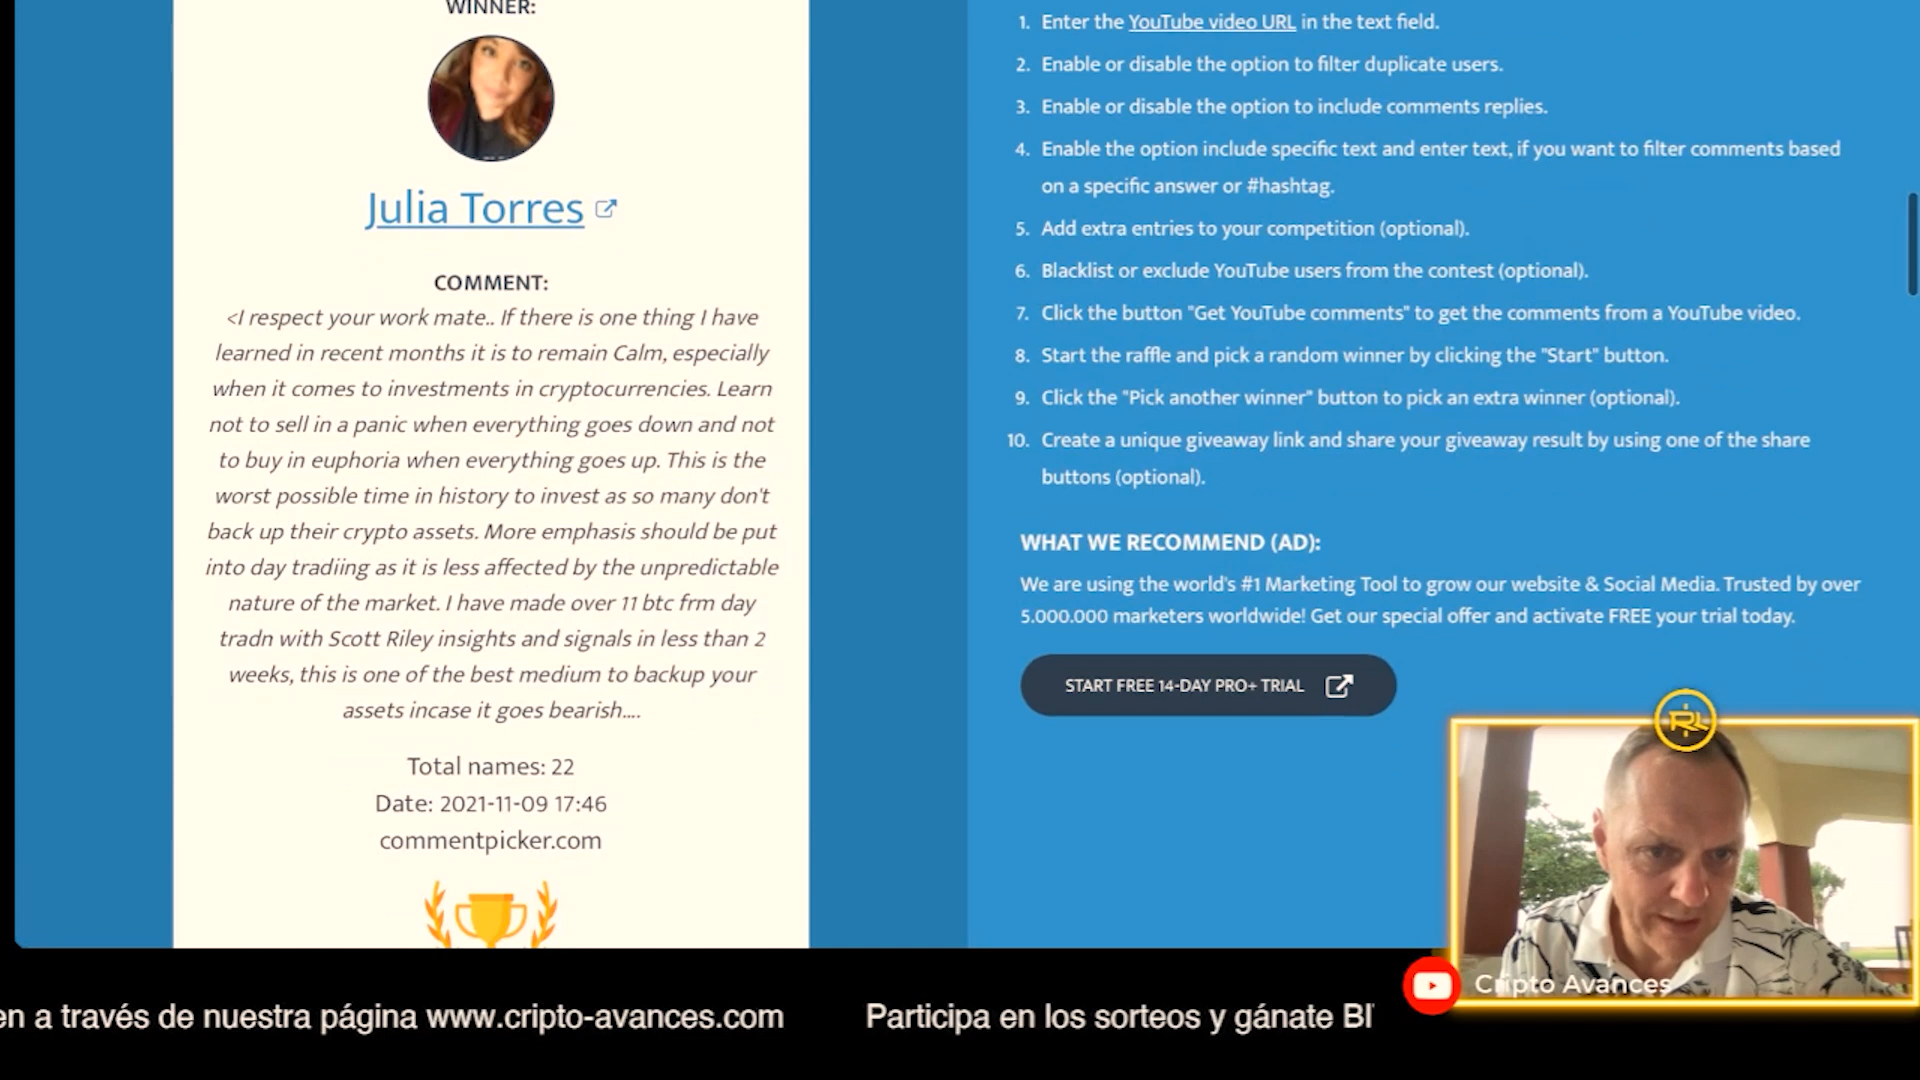 WINNER:
Julia Torres
COMMENT:
<I respect your work mate.. If there is one thing I have
learned in recent months it is to remain Calm, especially
when it comes to investments in cryptocurrencies. Learn
not to sell in a panic when everything goes down and not
to buy in euphoria when everything goes up. This is the
worst possible time in history to invest as so many don't
back up their crypto assets. More emphasis should be put
into day tradiing as it is less affected by the unpredictable
nature of the market. I have made over 11 btc frm day
tradn with Scott Riley insights and signals in less than 2
weeks, this is one of the best medium to backup your
assets incase it goes bearish....
Total names: 22
Date: 2021-11-09 17:46
commentpicker.com
1. Enter the YouTube video URL in the text field.
2. Enable or disable the option to filter duplicate users.
3. Enable or disable the option to include comments replies.
4. Enable the option include specific text and enter text, if you want to filter comments based
on a specific answer or #hashtag.
5. Add extra entries to your competition (optional).
6. Blacklist or exclude YouTube users from the contest (optional).
7. Click the button "Get YouTube comments" to get the comments from a YouTube video.
8. Start the raffle and pick a random winner by clicking the "Start" button.
9. Click the "Pick another winner" button to pick an extra winner (optional).
10. Create a unique giveaway link and share your giveaway result by using one of the share
buttons (optional).
WHAT WE RECOMMEND (AD):
We are using the world's #1 Marketing Tool to grow our website & Social Media. Trusted by over
5.000.000 marketers worldwide! Get our special offer and activate FREE your trial today.
START FREE 14-DAY PRO+ TRIAL
Cripto Avances
en a través de nuestra página www.cripto-avances.com
Participa en los sorteos y gánate BI